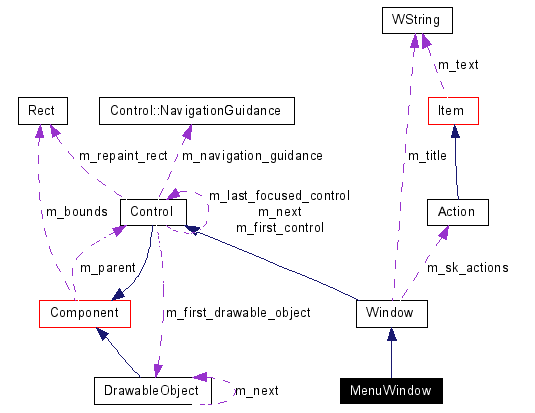 WString
m_text
Rect
Control::NavigationGuidance
Item
m_repaint_rect
m_navigation_guidance
m_title
m_last_focused_control
m_next
m_first_control
m_bounds
Control
Action
m_parent
m_sk_actions
Component
m_first_drawable_object
Window
DrawableObject
m_next
MenuWindow